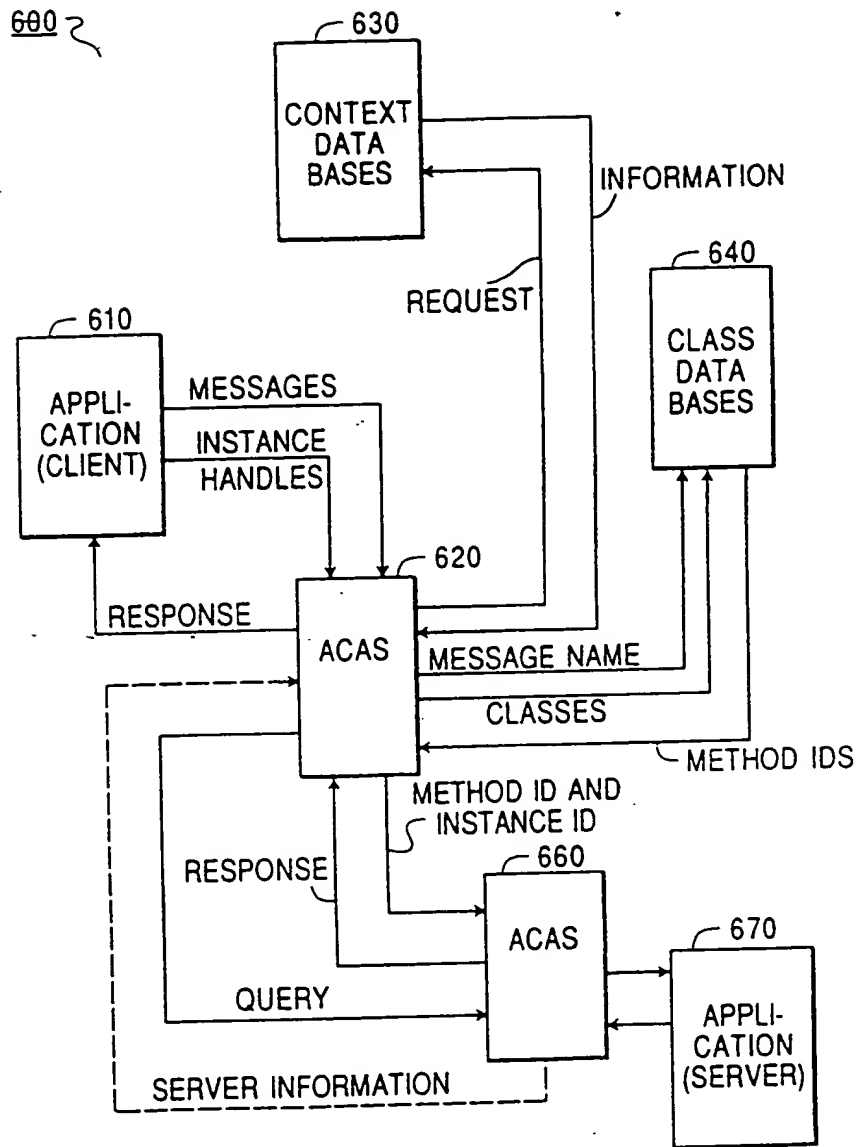 600
630
CONTEXT
DATA
BASES
INFORMATION
REQUEST
640
CLASS
DATA
BASES
610
APPLI-
CATION
(CLIENT)
MESSAGES
INSTANCE
HANDLES
620
ACAS
RESPONSE
MESSAGE NAME
CLASSES
METHOD IDS
METHOD ID AND
INSTANCE ID
RESPONSE
660
ACAS
670
APPLI-
CATION
(SERVER)
QUERY
SERVER INFORMATION